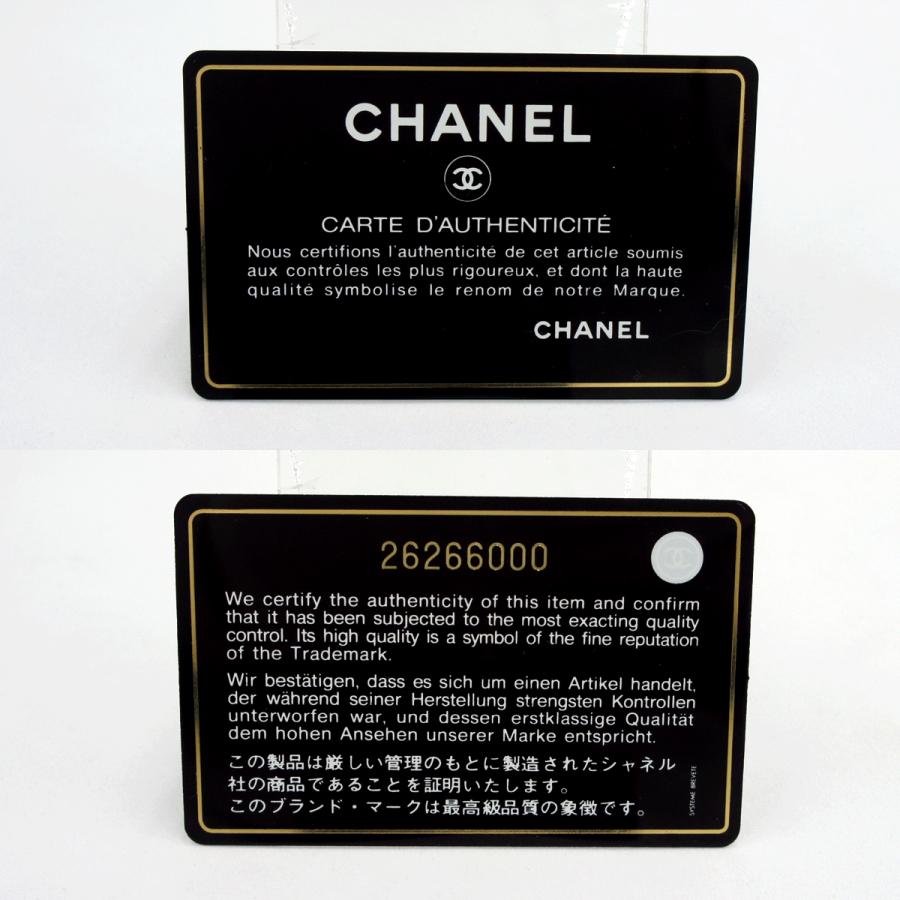 CHANEL
CARTE D'AUTHENTICITÉ
Nous certifions l'authenticité de cet article soumis
aux contrôles les plus rigoureux, et dont la haute
qualité symbolise le renom de notre Marque.
CHANEL
26266000
We certify the authenticity of this item and confirm
that it has been subjected to the most exacting quality
control. Its high quality is a symbol of the fine reputation
of the Trademark.
Wir bestätigen, dass es sich um einen Artikel handelt,
der während seiner Herstellung strengsten Kontrollen
unterworfen war, und dessen erstklassige Qualität
dem hohen Ansehen unserer Marke entspricht.
この製品は厳しい管理のもとに製造されたシャネル
社の商品であることを証明いたします。
このブランド・マークは最高級品質の象徴です。
SYSTEME BREVETE